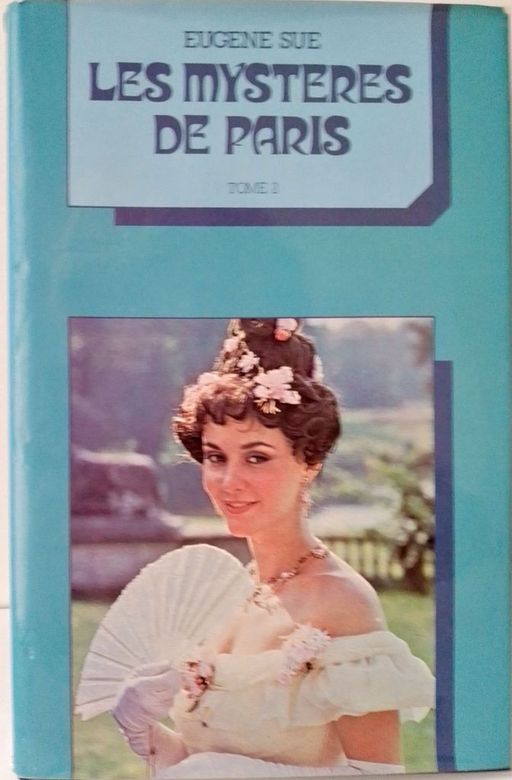 EUGENE SUE
LES MYSTERES
DE PARIS
TOME 2